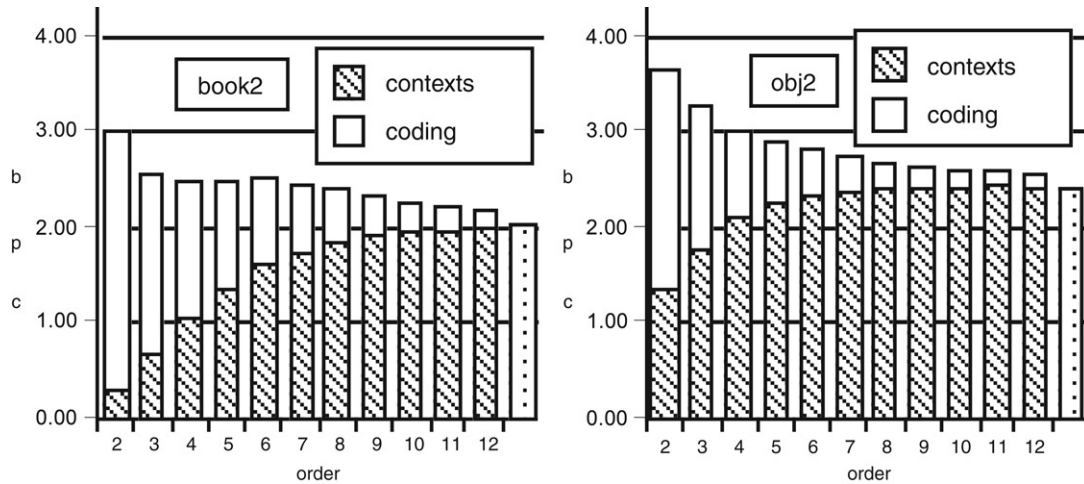 4.00
3.00
b
2.00
p
c
1.00
0.00
book2
contexts
coding
2 3 4 5 6 7 8 9 10 11 12
order
4.00
3.00
b
2.00
p
c
1.00
0.00
obj2
contexts
coding
2 3 4 5 6 7 8 9 10 11 12
order